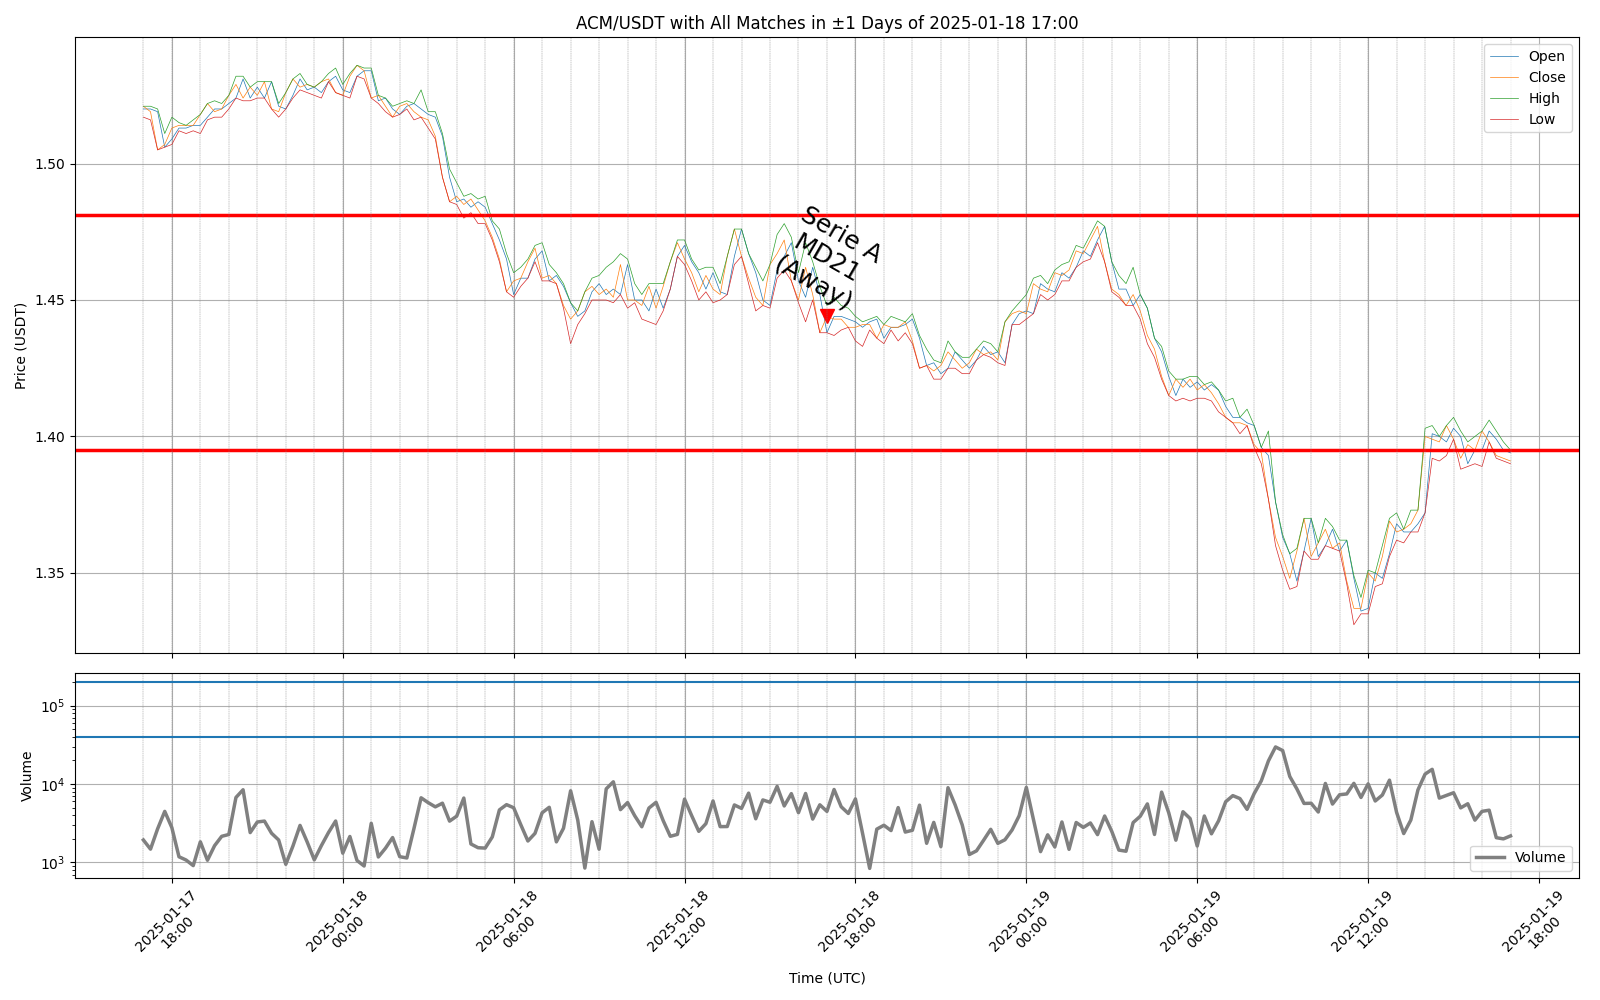 ACM/USDT with All Matches in ±1 Days of 2025-01-18 17:00
Open
Close
High
Low
Price (USDT)
1.50
1.45
1.40
1.35
Serie A
MD21
(Away)
Volume
10⁵
10⁴
10³
Volume
2025-01-17
18:00
2025-01-18
00:00
2025-01-18
06:00
2025-01-18
12:00
2025-01-18
18:00
2025-01-19
00:00
2025-01-19
06:00
2025-01-19
12:00
2025-01-19
18:00
Time (UTC)